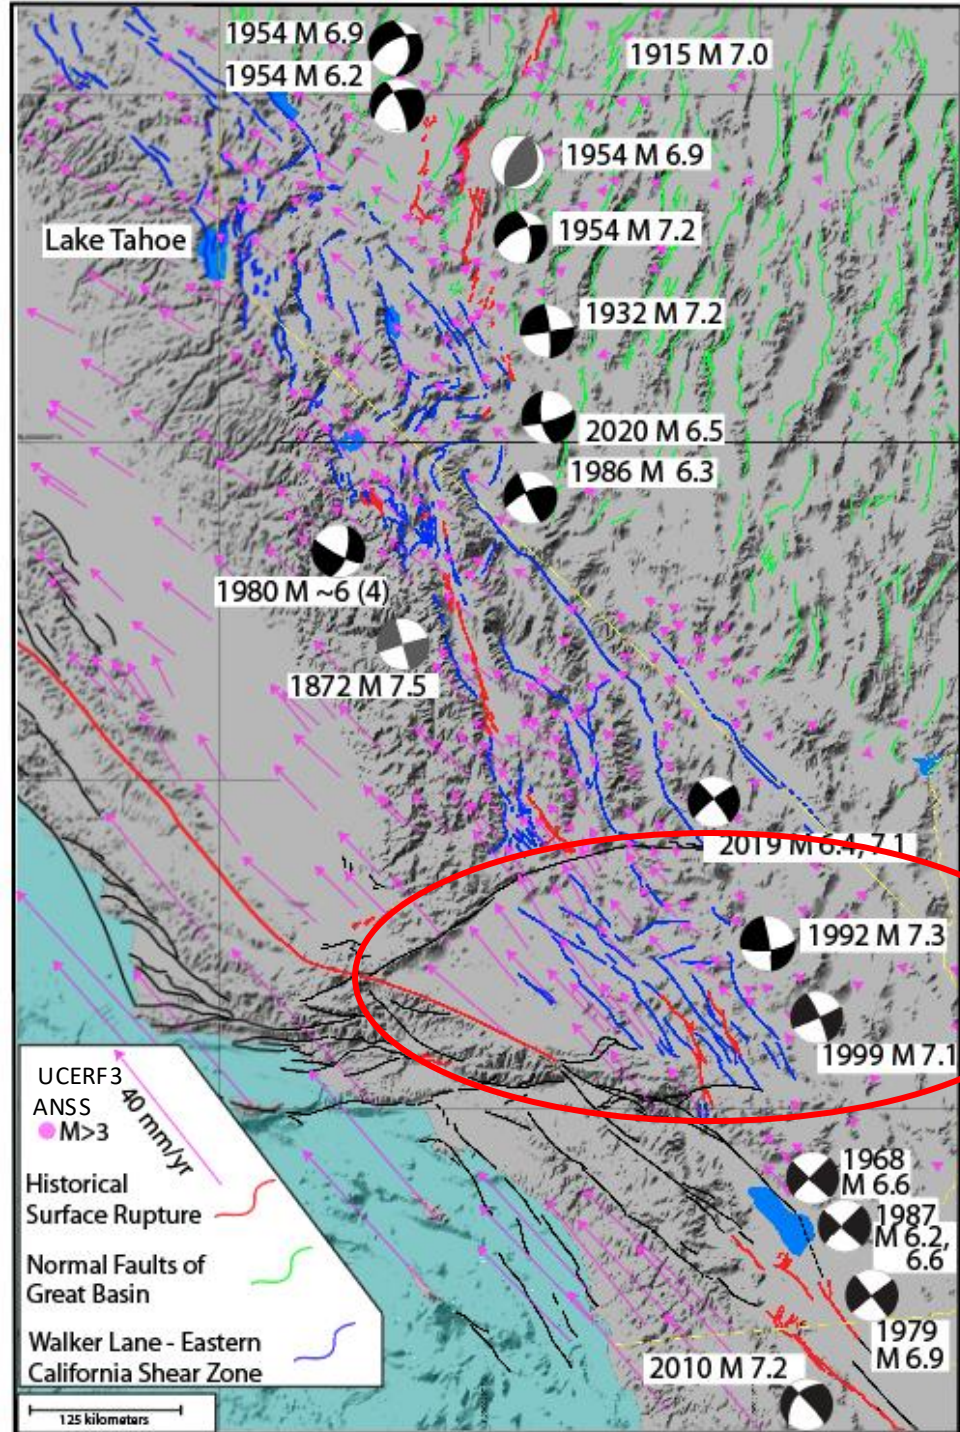 1954 M 6.9
1954 M 6.2
1915 M 7.0
1954 M 6.9
1954 M 7.2
Lake Tahoe
1932 M 7.2
2020 M 6.5
1986 M 6.3
1980 M ~6 (4)
1872 M 7.5
2019 M 6.4, 7.1
1992 M 7.3
1999 M 7.1
UCERF3
ANSS
M>3
40 mm/yr
Historical
Surface Rupture
Normal Faults of
Great Basin
Walker Lane - Eastern
California Shear Zone
125 kilometers
1968
M 6.6
1987
M 6.2,
6.6
1979
M 6.9
2010 M 7.2